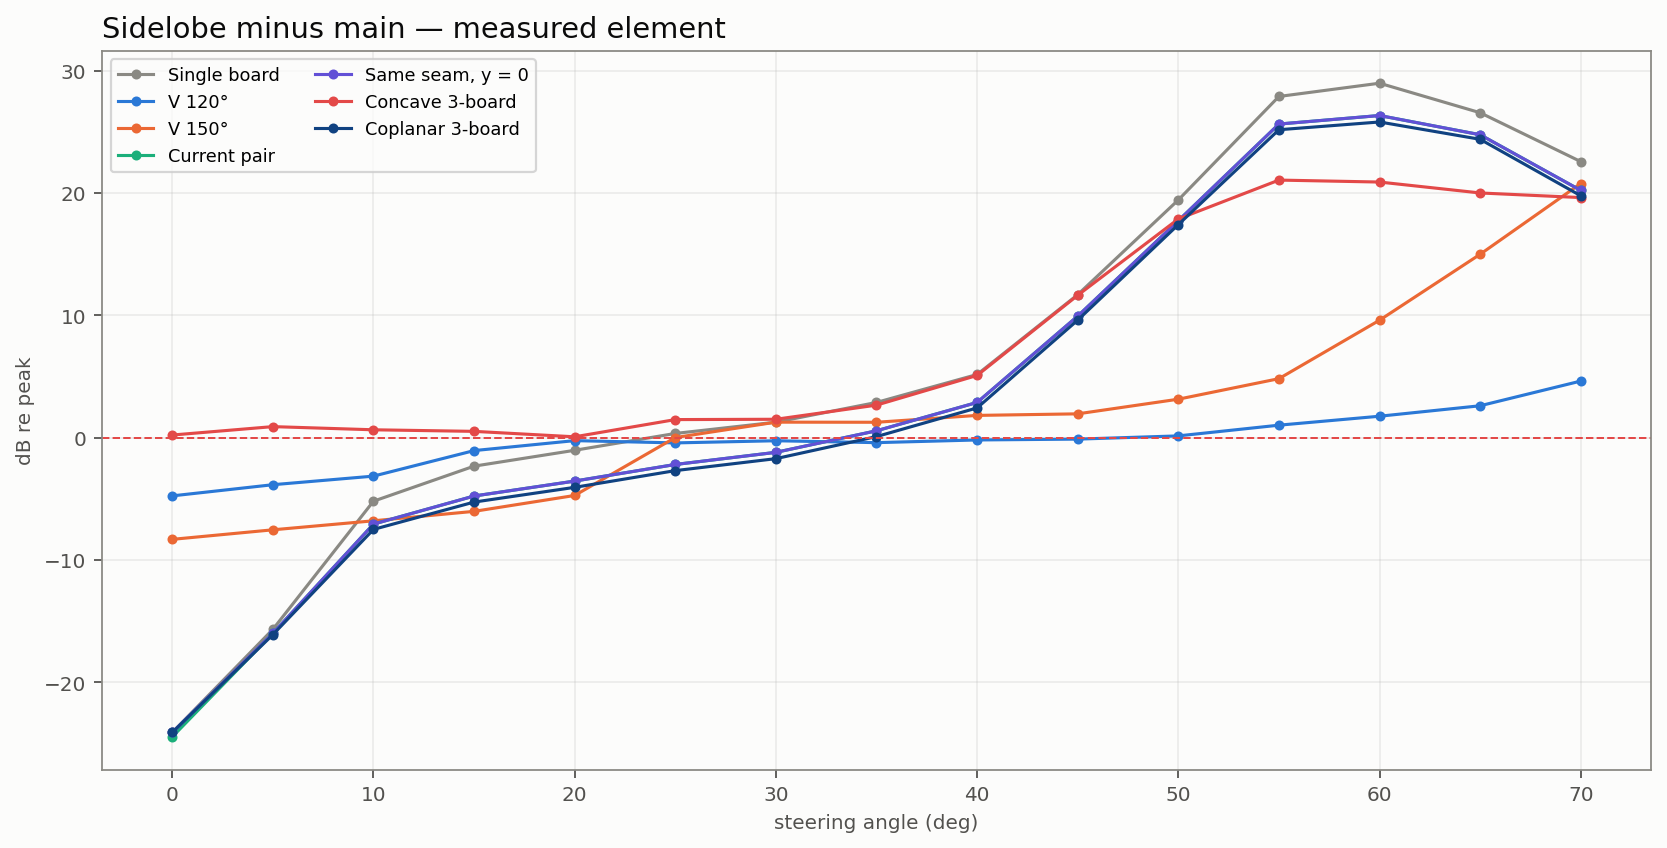 Sidelobe minus main — measured element
Single board
V 120°
V 150°
Current pair
Same seam, y = 0
Concave 3-board
Coplanar 3-board
30
20
10
0
−10
−20
dB re peak
0 10 20 30 40 50 60 70
steering angle (deg)